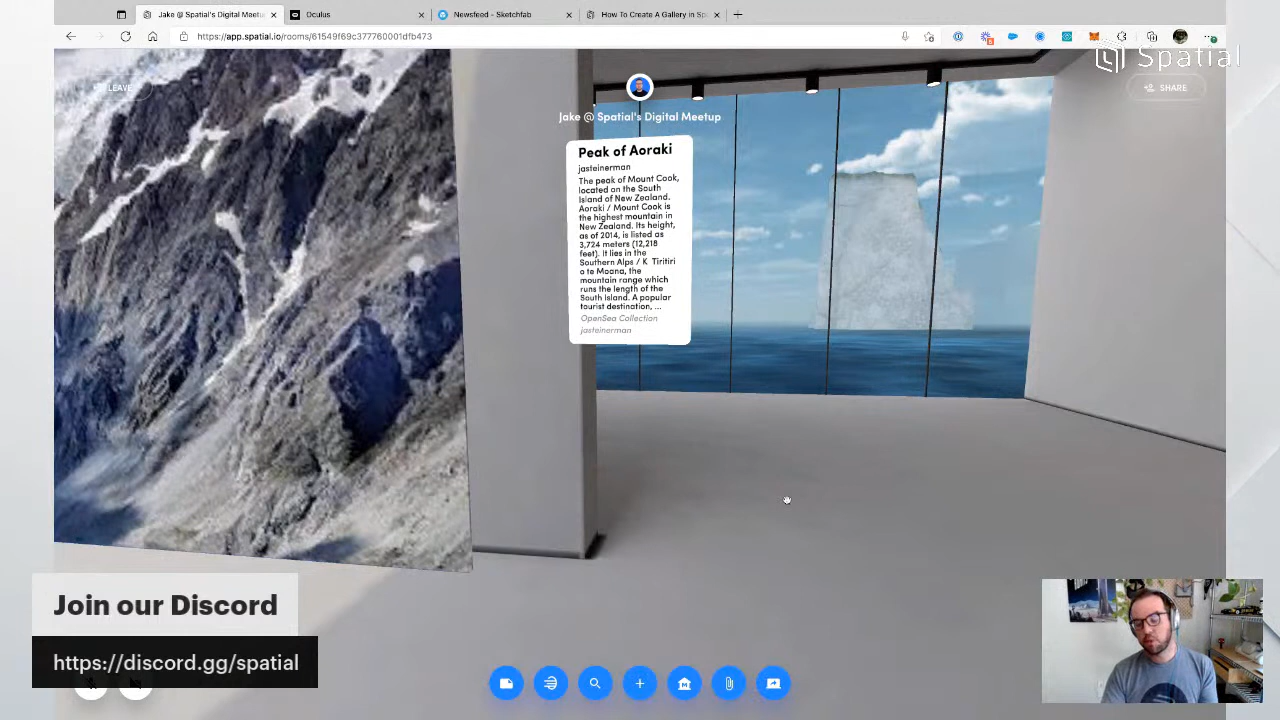 Jake @ Spatial's Digital Meetu
Oculus
Newsfeed - Sketchfab
How To Create A Gallery in Sp
https://app.spatial.io/rooms/61549f69c377760001dfb473
Spatial
LEAVE
SHARE
Jake @ Spatial's Digital Meetup
Peak of Aoraki
jasteinerman
The peak of Mount Cook,
located on the South
Island of New Zealand.
Aoraki / Mount Cook is
the highest mountain in
New Zealand. Its height,
as of 2014, is listed as
3,724 meters (12,218
feet). It lies in the
Southern Alps / K Tiritiri
o te Moana, the
mountain range which
runs the length of the
South Island. A popular
tourist destination, ...
OpenSea Collection
jasteinerman
Join our Discord
https://discord.gg/spatial